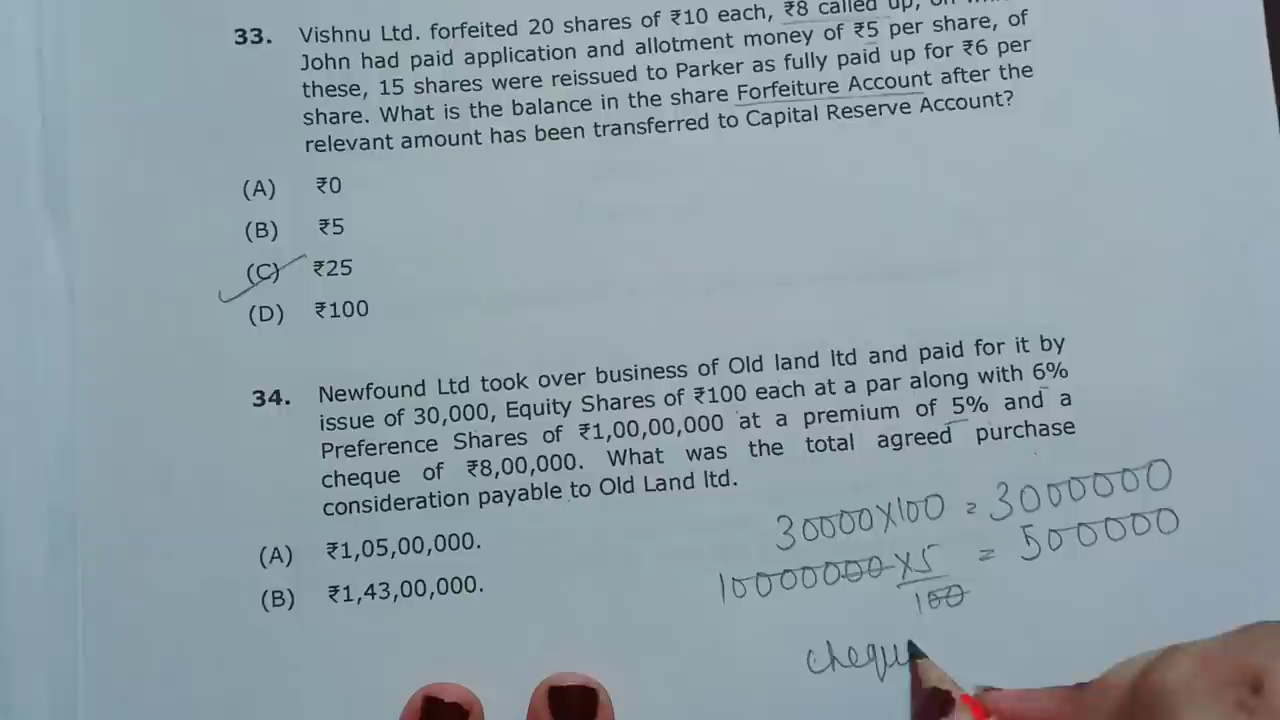 33. Vishnu Ltd. forfeited 20 shares of ₹10 each, ₹8 called up, on
John had paid application and allotment money of ₹5 per share, of
these, 15 shares were reissued to Parker as fully paid up for ₹6 per
share. What is the balance in the share Forfeiture Account after the
relevant amount has been transferred to Capital Reserve Account?
(A) ₹0
(B) ₹5
(C) ₹25
(D) ₹100
34. Newfound Ltd took over business of Old land ltd and paid for it by
issue of 30,000, Equity Shares of ₹100 each at a par along with 6%
Preference Shares of ₹1,00,00,000 at a premium of 5% and a
cheque of ₹8,00,000. What was the total agreed purchase
consideration payable to Old Land ltd.
30000x100 = 3000000
(A) ₹1,05,00,000.
10000000x5 = 500000
100
(B) ₹1,43,00,000.
chequ